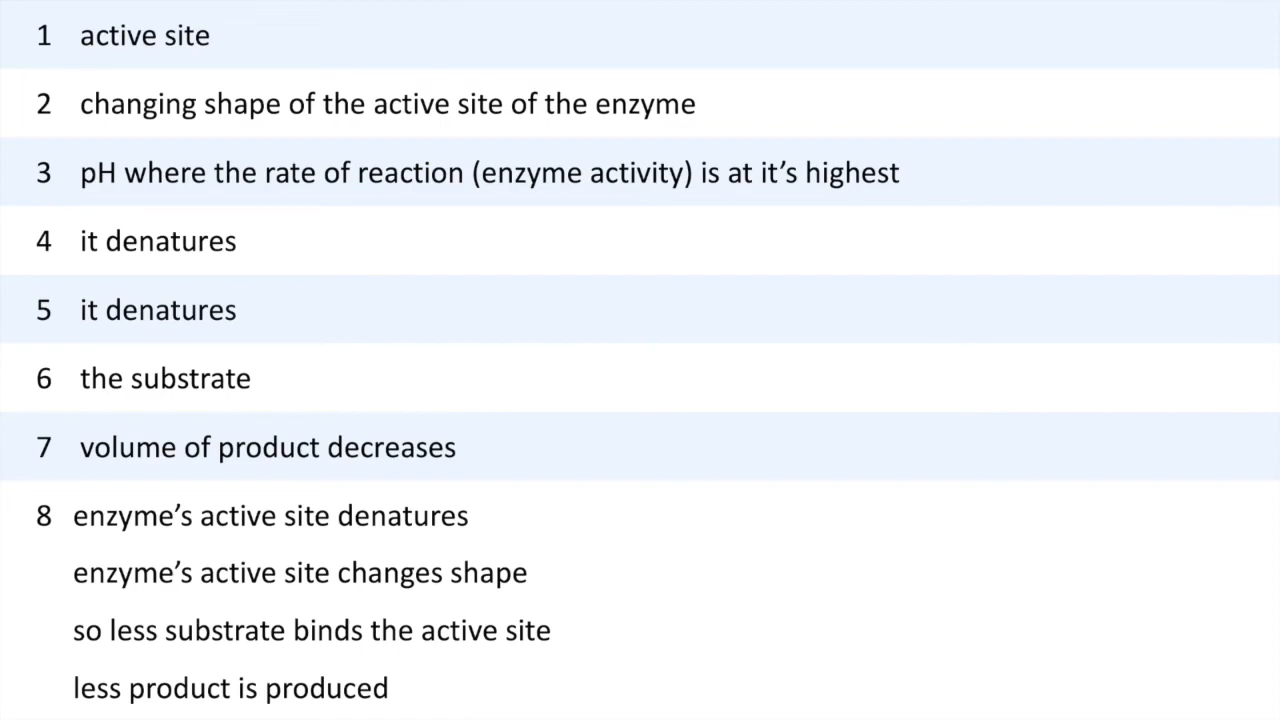 1 active site
2 changing shape of the active site of the enzyme
3 pH where the rate of reaction (enzyme activity) is at it’s highest
4 it denatures
5 it denatures
6 the substrate
7 volume of product decreases
8 enzyme’s active site denatures
enzyme’s active site changes shape
so less substrate binds the active site
less product is produced